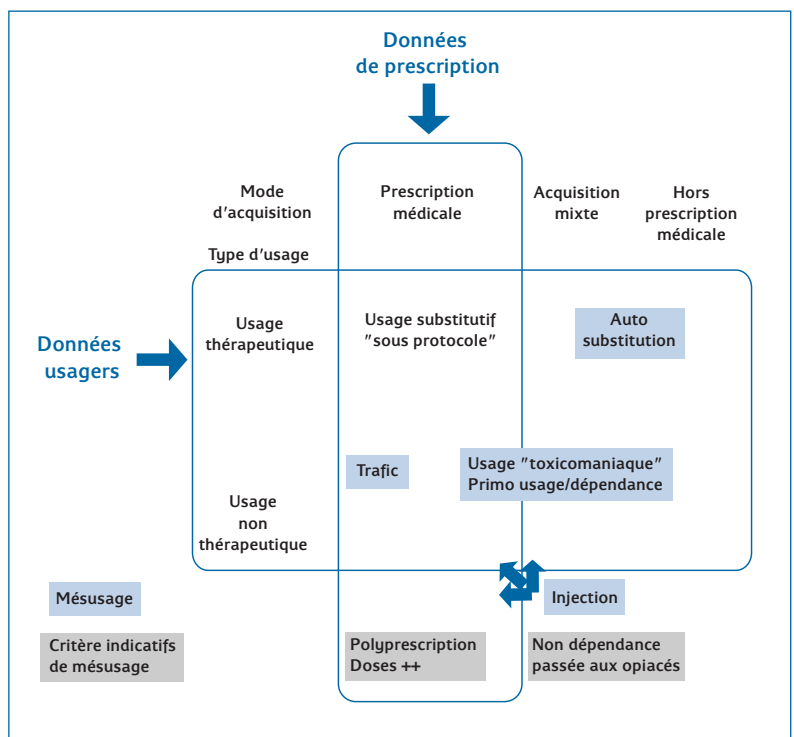 Données
de prescription
Mode
d'acquisition
Prescription
médicale
Acquisition
mixte
Hors
prescription
médicale
Type d'usage
Données
usagers
Usage
thérapeutique
Usage substitutif
"sous protocole"
Auto
substitution
Trafic
Usage "toxicomaniaque"
Primo usage/dépendance
Usage
non
thérapeutique
Mésusage
Injection
Critère indicatifs
de mésusage
Polyprescription
Doses ++
Non dépendance
passée aux opiacés